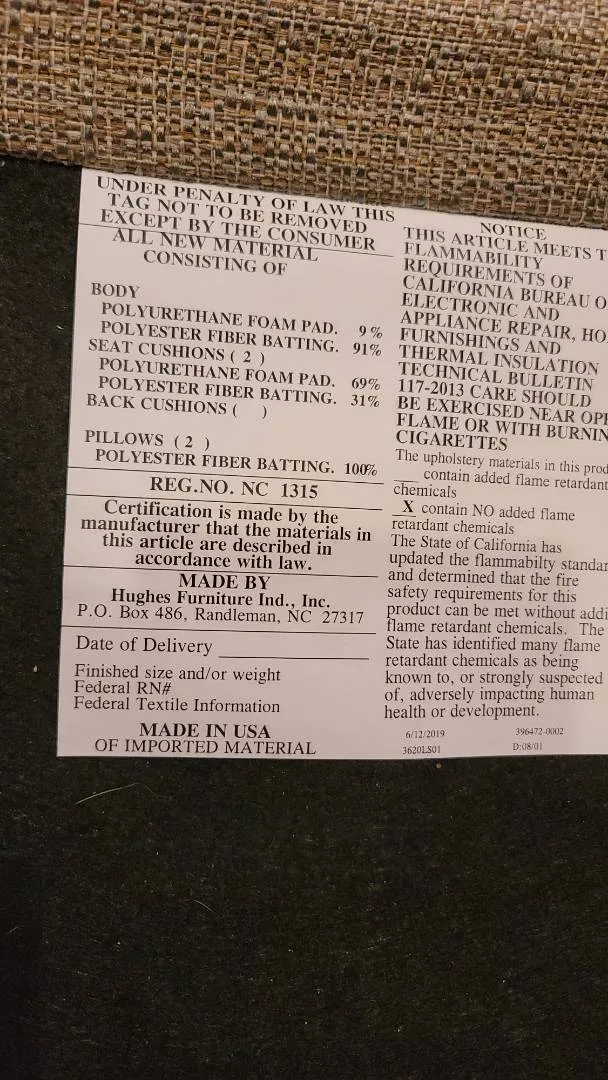 UNDER PENALTY OF LAW THIS
TAG NOT TO BE REMOVED
EXCEPT BY THE CONSUMER
ALL NEW MATERIAL
CONSISTING OF
BODY
POLYURETHANE FOAM PAD. 9%
POLYESTER FIBER BATTING. 91%
SEAT CUSHIONS ( 2 )
POLYURETHANE FOAM PAD. 69%
POLYESTER FIBER BATTING. 31%
BACK CUSHIONS ( )
PILLOWS ( 2 )
POLYESTER FIBER BATTING. 100%
REG.NO. NC 1315
Certification is made by the
manufacturer that the materials in
this article are described in
accordance with law.
MADE BY
Hughes Furniture Ind., Inc.
P.O. Box 486, Randleman, NC 27317
Date of Delivery
Finished size and/or weight
Federal RN#
Federal Textile Information
MADE IN USA
OF IMPORTED MATERIAL
NOTICE
THIS ARTICLE MEETS T
FLAMMABILITY
REQUIREMENTS OF
CALIFORNIA BUREAU O
ELECTRONIC AND
APPLIANCE REPAIR, HO
FURNISHINGS AND
THERMAL INSULATION
TECHNICAL BULLETIN
117-2013 CARE SHOULD
BE EXERCISED NEAR OPE
FLAME OR WITH BURNIN
CIGARETTES
The upholstery materials in this prod
___ contain added flame retardant
chemicals
X contain NO added flame
retardant chemicals
The State of California has
updated the flammabilty standar
and determined that the fire
safety requirements for this
product can be met without addi
flame retardant chemicals. The
State has identified many flame
retardant chemicals as being
known to, or strongly suspected
of, adversely impacting human
health or development.
6/12/2019 396472-0002
36201.S01 D:08/01